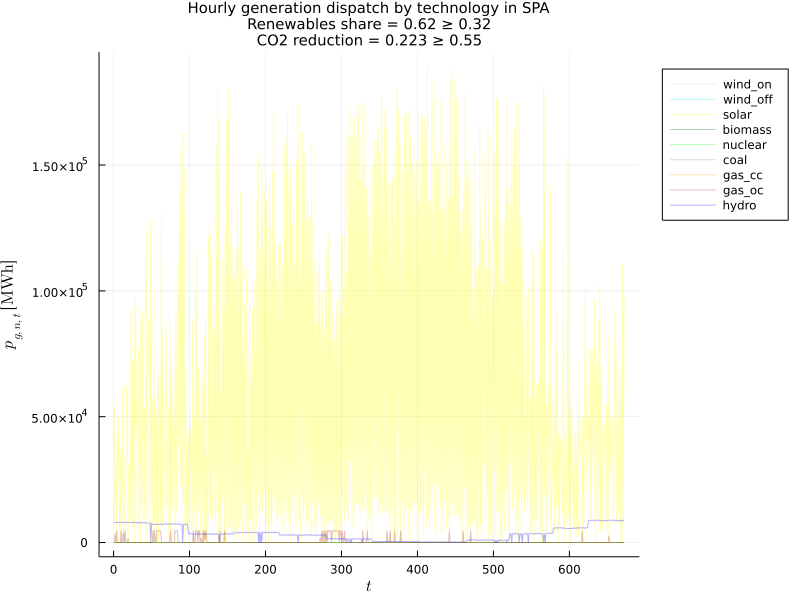 Hourly generation dispatch by technology in SPA
Renewables share = 0.62 ≥ 0.32
CO2 reduction = 0.223 ≥ 0.55
wind_on
wind_off
solar
biomass
nuclear
coal
gas_cc
gas_oc
hydro
p_{g,n,t} [MWh]
1.50×10⁵
1.00×10⁵
5.00×10⁴
0
0 100 200 300 400 500 600
t